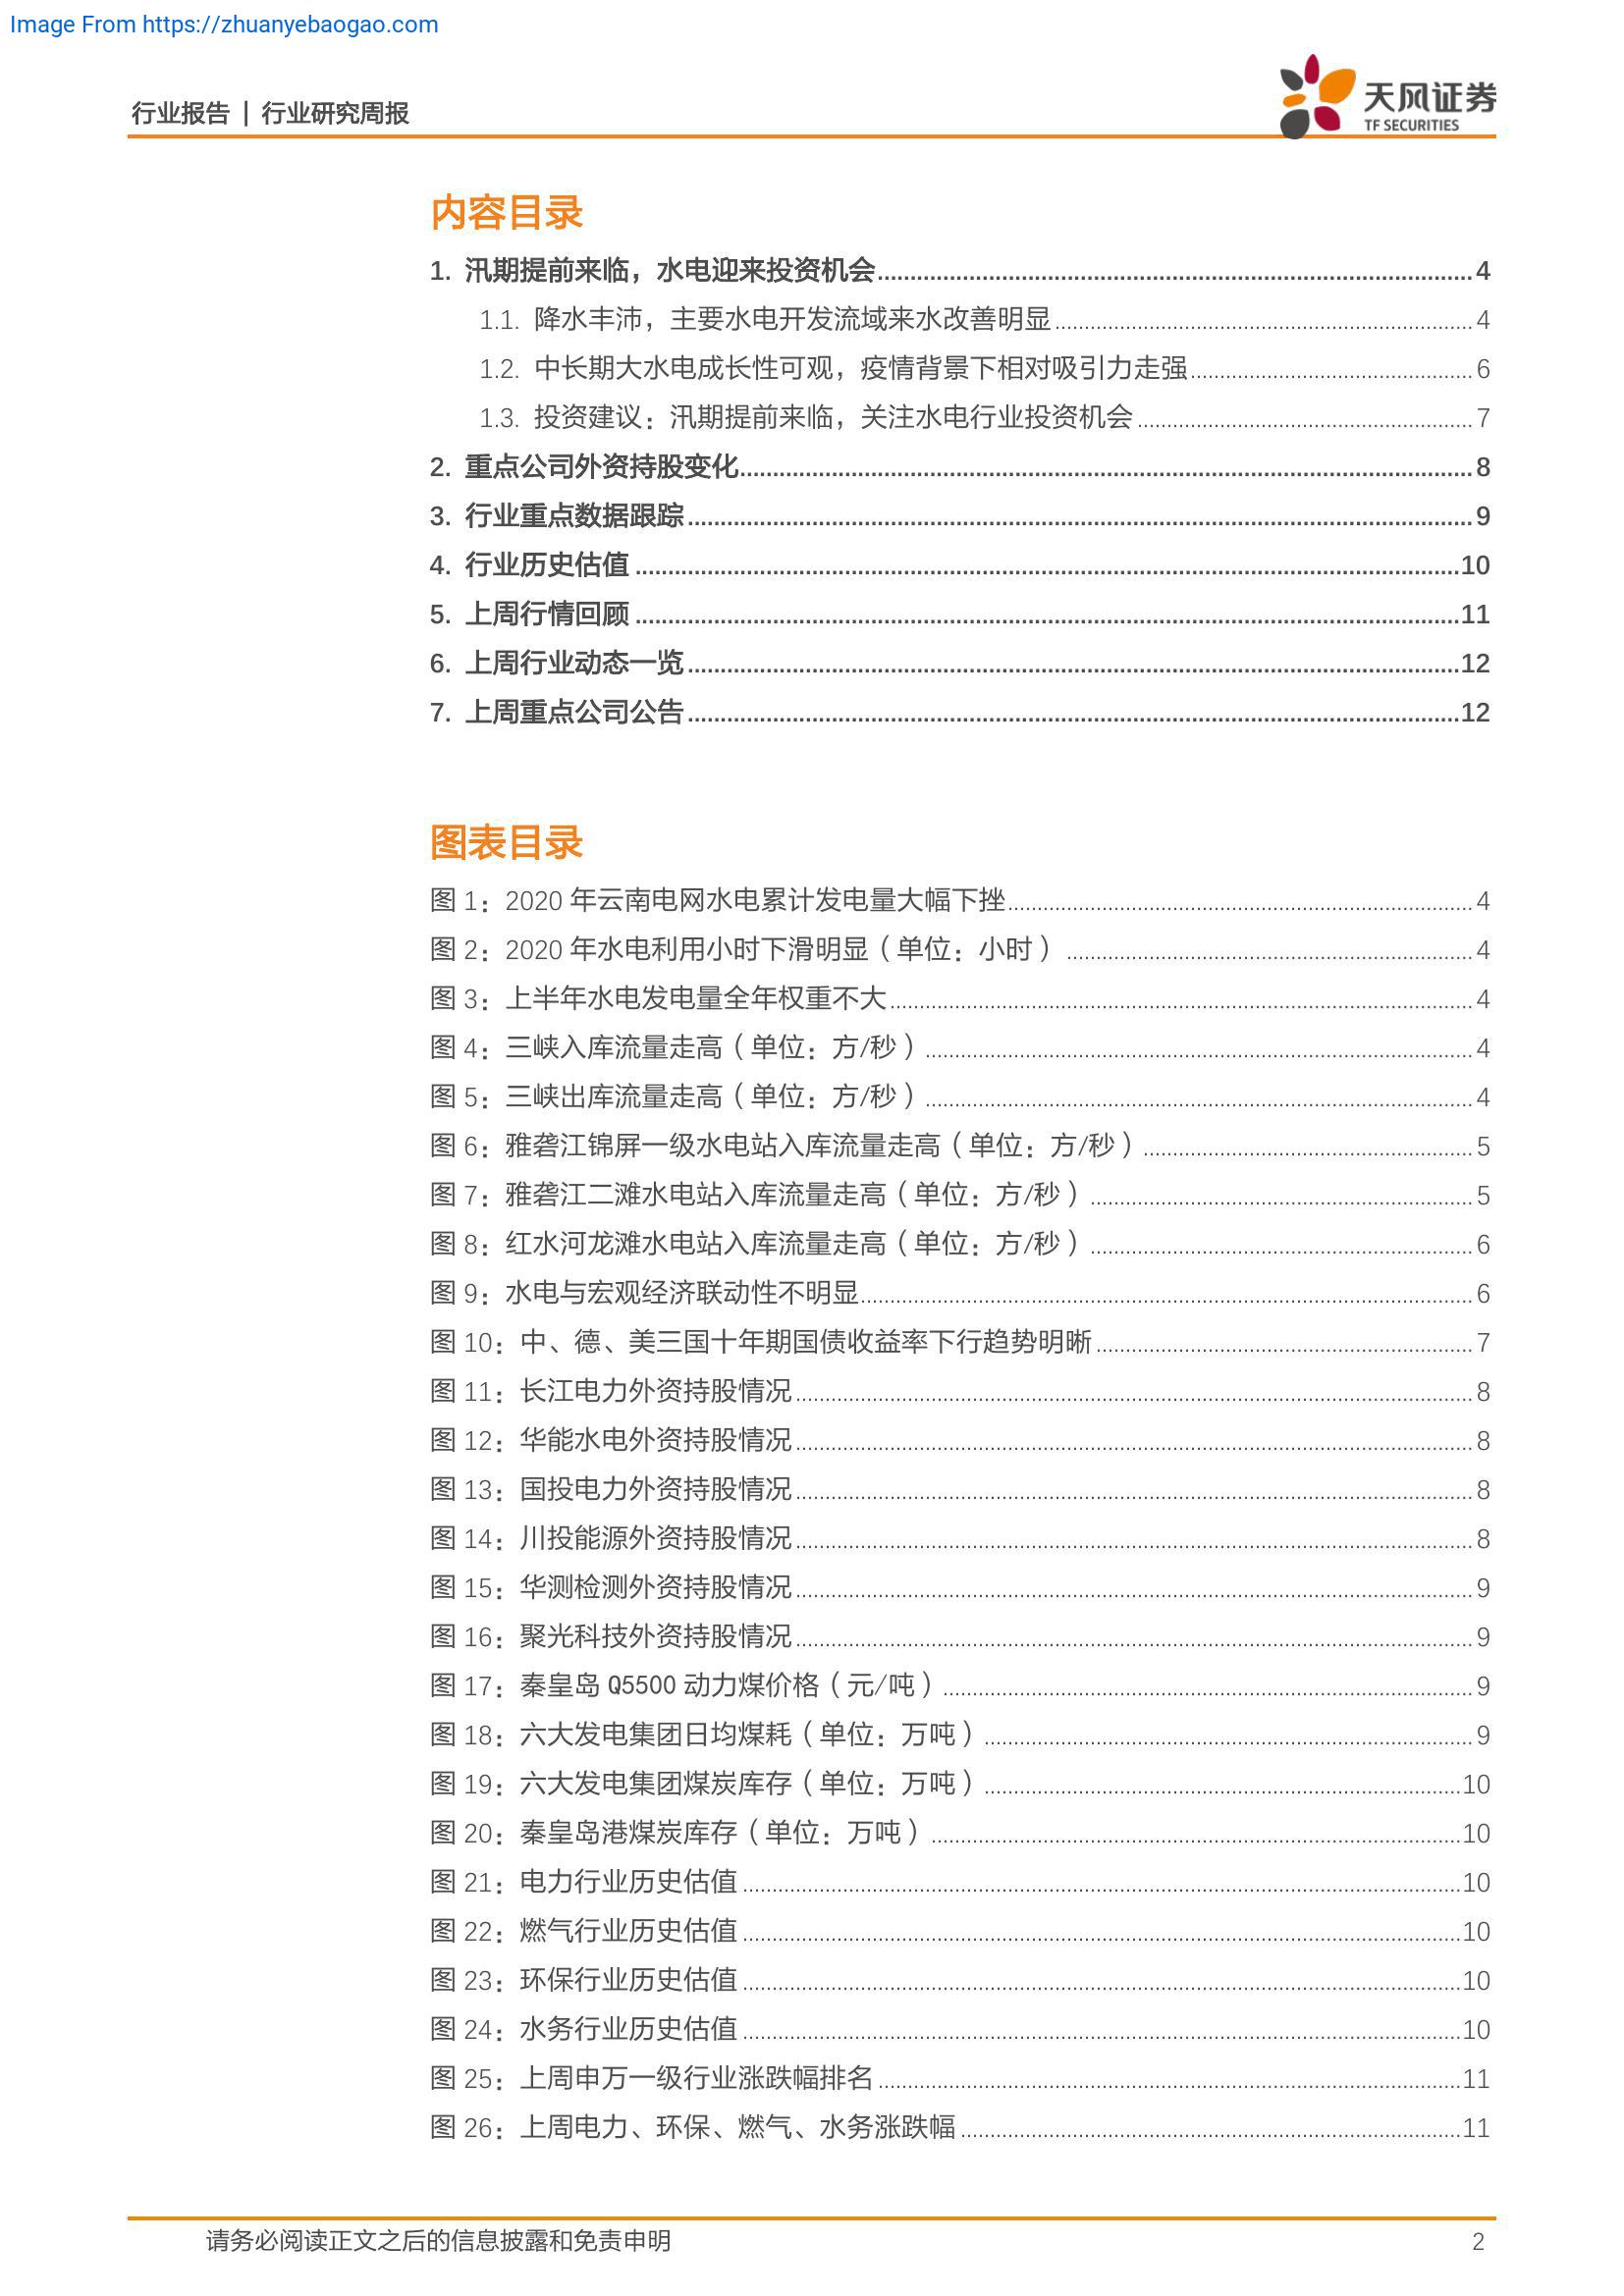 Image From https://zhuanyebaogao.com
行业报告 | 行业研究周报
天风证券
TF SECURITIES
内容目录
1. 汛期提前来临，水电迎来投资机会 4
1.1. 降水丰沛，主要水电开发流域来水改善明显 4
1.2. 中长期大水电成长性可观，疫情背景下相对吸引力走强 6
1.3. 投资建议：汛期提前来临，关注水电行业投资机会 7
2. 重点公司外资持股变化 8
3. 行业重点数据跟踪 9
4. 行业历史估值 10
5. 上周行情回顾 11
6. 上周行业动态一览 12
7. 上周重点公司公告 12
图表目录
图 1：2020 年云南电网水电累计发电量大幅下挫 4
图 2：2020 年水电利用小时下滑明显（单位：小时） 4
图 3：上半年水电发电量全年权重不大 4
图 4：三峡入库流量走高（单位：方/秒） 4
图 5：三峡出库流量走高（单位：方/秒） 4
图 6：雅砻江锦屏一级水电站入库流量走高（单位：方/秒） 5
图 7：雅砻江二滩水电站入库流量走高（单位：方/秒） 5
图 8：红水河龙滩水电站入库流量走高（单位：方/秒） 6
图 9：水电与宏观经济联动性不明显 6
图 10：中、德、美三国十年期国债收益率下行趋势明晰 7
图 11：长江电力外资持股情况 8
图 12：华能水电外资持股情况 8
图 13：国投电力外资持股情况 8
图 14：川投能源外资持股情况 8
图 15：华测检测外资持股情况 9
图 16：聚光科技外资持股情况 9
图 17：秦皇岛 Q5500 动力煤价格（元/吨） 9
图 18：六大发电集团日均煤耗（单位：万吨） 9
图 19：六大发电集团煤炭库存（单位：万吨） 10
图 20：秦皇岛港煤炭库存（单位：万吨） 10
图 21：电力行业历史估值 10
图 22：燃气行业历史估值 10
图 23：环保行业历史估值 10
图 24：水务行业历史估值 10
图 25：上周申万一级行业涨跌幅排名 11
图 26：上周电力、环保、燃气、水务涨跌幅 11
请务必阅读正文之后的信息披露和免责申明 2